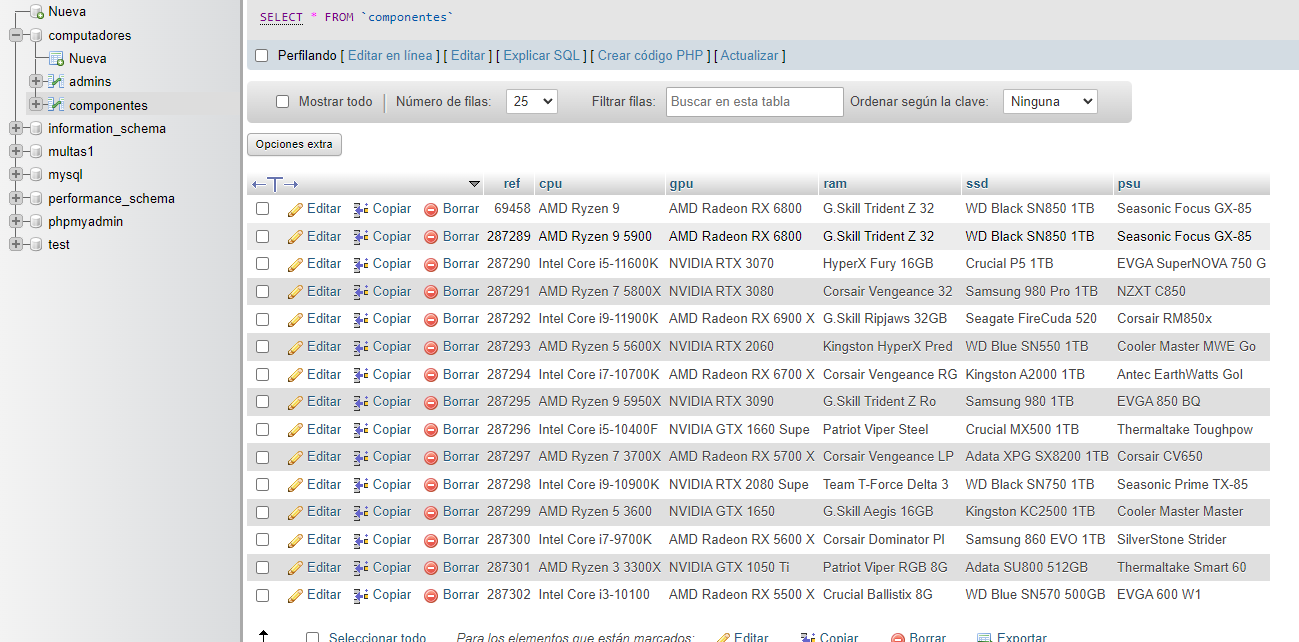 Nueva
computadores
Nueva
admins
componentes
information_schema
multas1
mysql
performance_schema
phpmyadmin
test
SELECT * FROM `componentes`
Perfilando [ Editar en línea ] [ Editar ] [ Explicar SQL ] [ Crear código PHP ] [ Actualizar ]
Mostrar todo Número de filas: 25 Filtrar filas: Buscar en esta tabla Ordenar según la clave: Ninguna
Opciones extra
ref cpu gpu ram ssd psu
Editar Copiar Borrar 69458 AMD Ryzen 9 AMD Radeon RX 6800 G.Skill Trident Z 32 WD Black SN850 1TB Seasonic Focus GX-85
Editar Copiar Borrar 287289 AMD Ryzen 9 5900 AMD Radeon RX 6800 G.Skill Trident Z 32 WD Black SN850 1TB Seasonic Focus GX-85
Editar Copiar Borrar 287290 Intel Core i5-11600K NVIDIA RTX 3070 HyperX Fury 16GB Crucial P5 1TB EVGA SuperNOVA 750 G
Editar Copiar Borrar 287291 AMD Ryzen 7 5800X NVIDIA RTX 3080 Corsair Vengeance 32 Samsung 980 Pro 1TB NZXT C850
Editar Copiar Borrar 287292 Intel Core i9-11900K AMD Radeon RX 6900 X G.Skill Ripjaws 32GB Seagate FireCuda 520 Corsair RM850x
Editar Copiar Borrar 287293 AMD Ryzen 5 5600X NVIDIA RTX 2060 Kingston HyperX Pred WD Blue SN550 1TB Cooler Master MWE Go
Editar Copiar Borrar 287294 Intel Core i7-10700K AMD Radeon RX 6700 X Corsair Vengeance RG Kingston A2000 1TB Antec EarthWatts Gol
Editar Copiar Borrar 287295 AMD Ryzen 9 5950X NVIDIA RTX 3090 G.Skill Trident Z Ro Samsung 980 1TB EVGA 850 BQ
Editar Copiar Borrar 287296 Intel Core i5-10400F NVIDIA GTX 1660 Supe Patriot Viper Steel Crucial MX500 1TB Thermaltake Toughpow
Editar Copiar Borrar 287297 AMD Ryzen 7 3700X AMD Radeon RX 5700 X Corsair Vengeance LP Adata XPG SX8200 1TB Corsair CV650
Editar Copiar Borrar 287298 Intel Core i9-10900K NVIDIA RTX 2080 Supe Team T-Force Delta 3 WD Black SN750 1TB Seasonic Prime TX-85
Editar Copiar Borrar 287299 AMD Ryzen 5 3600 NVIDIA GTX 1650 G.Skill Aegis 16GB Kingston KC2500 1TB Cooler Master Master
Editar Copiar Borrar 287300 Intel Core i7-9700K AMD Radeon RX 5600 X Corsair Dominator Pl Samsung 860 EVO 1TB SilverStone Strider
Editar Copiar Borrar 287301 AMD Ryzen 3 3300X NVIDIA GTX 1050 Ti Patriot Viper RGB 8G Adata SU800 512GB Thermaltake Smart 60
Editar Copiar Borrar 287302 Intel Core i3-10100 AMD Radeon RX 5500 X Crucial Ballistix 8G WD Blue SN570 500GB EVGA 600 W1
Seleccionar todo Para los elementos que están marcados: Editar Copiar Borrar Exportar